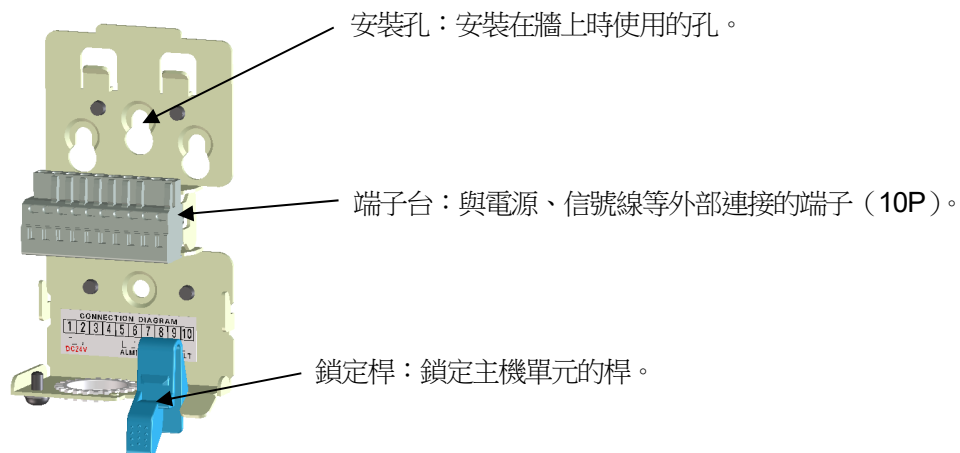 安裝孔：安裝在牆上時使用的孔。
端子台：與電源、信號線等外部連接的端子（10P）。
CONNECTION DIAGRAM
1 2 3 4 5 6 7 8 9 10
DC24V
鎖定桿：鎖定主機單元的桿。